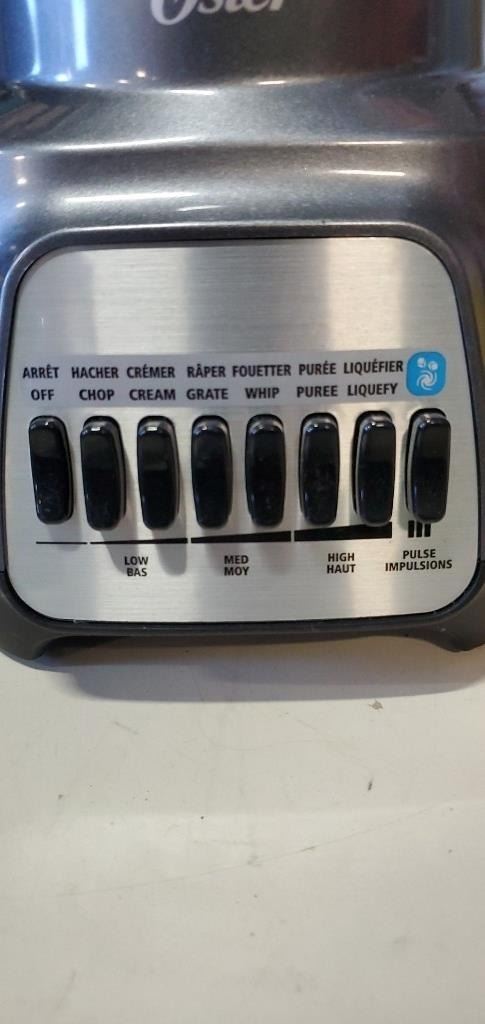 Oster
ARRÊT HACHER CRÉMER RÂPER FOUETTER PURÉE LIQUÉFIER
OFF CHOP CREAM GRATE WHIP PUREE LIQUEFY
LOW MED HIGH PULSE
BAS MOY HAUT IMPULSIONS